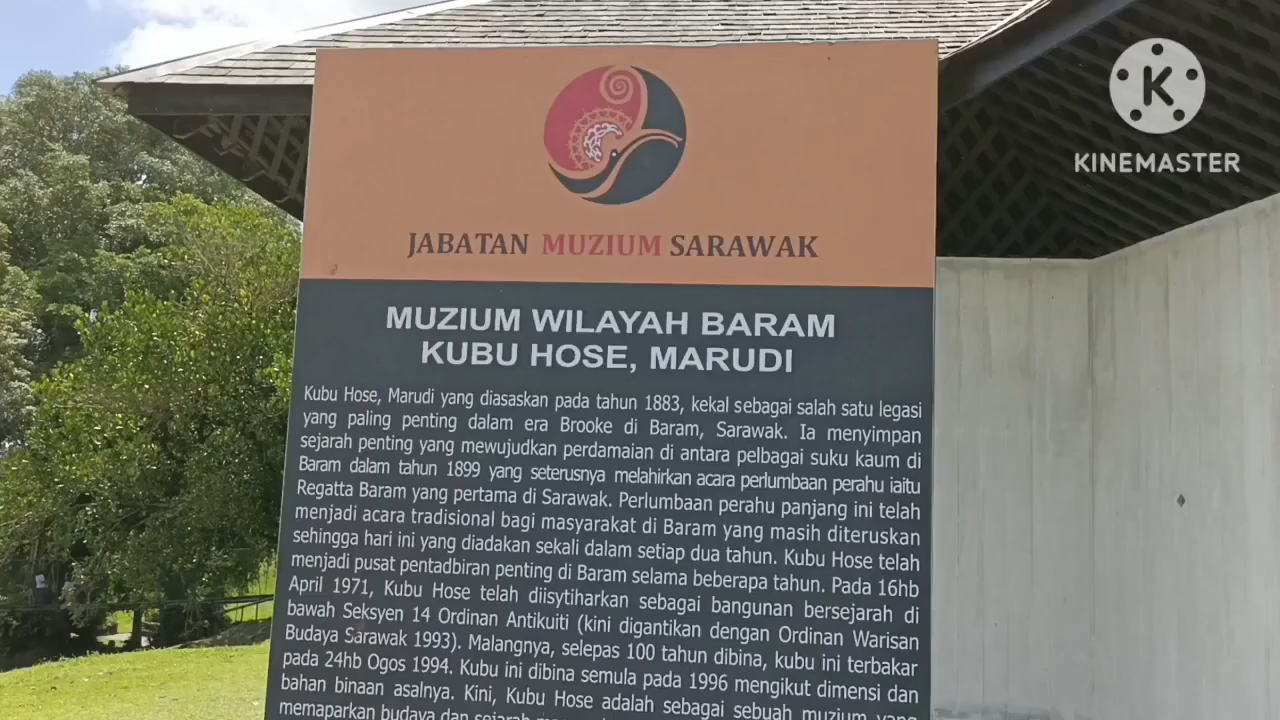 K
KINEMASTER
JABATAN MUZIUM SARAWAK
MUZIUM WILAYAH BARAM
KUBU HOSE, MARUDI
Kubu Hose, Marudi yang diasaskan pada tahun 1883, kekal sebagai salah satu legasi
yang paling penting dalam era Brooke di Baram, Sarawak. Ia menyimpan
sejarah penting yang mewujudkan perdamaian di antara pelbagai suku kaum di
Baram dalam tahun 1899 yang seterusnya melahirkan acara perlumbaan perahu iaitu
Regatta Baram yang pertama di Sarawak. Perlumbaan perahu panjang ini telah
menjadi acara tradisional bagi masyarakat di Baram yang masih diteruskan
sehingga hari ini yang diadakan sekali dalam setiap dua tahun. Kubu Hose telah
menjadi pusat pentadbiran penting di Baram selama beberapa tahun. Pada 16hb
April 1971, Kubu Hose telah diisytiharkan sebagai bangunan bersejarah di
bawah Seksyen 14 Ordinan Antikuiti (kini digantikan dengan Ordinan Warisan
Budaya Sarawak 1993). Malangnya, selepas 100 tahun dibina, kubu ini terbakar
pada 24hb Ogos 1994. Kubu ini dibina semula pada 1996 mengikut dimensi dan
bahan binaan asalnya. Kini, Kubu Hose adalah sebagai sebuah muzium yang
memaparkan budaya dan sejarah